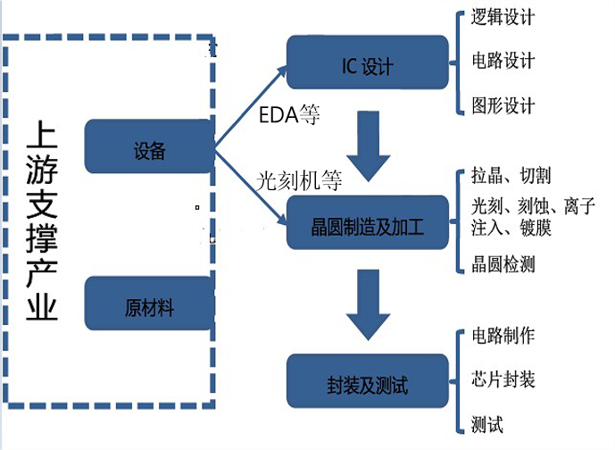 上游支撑产业
设备
原材料
EDA等
光刻机等
IC 设计
逻辑设计
电路设计
图形设计
晶圆制造及加工
拉晶、切割
光刻、刻蚀、离子
注入、镀膜
晶圆检测
封装及测试
电路制作
芯片封装
测试